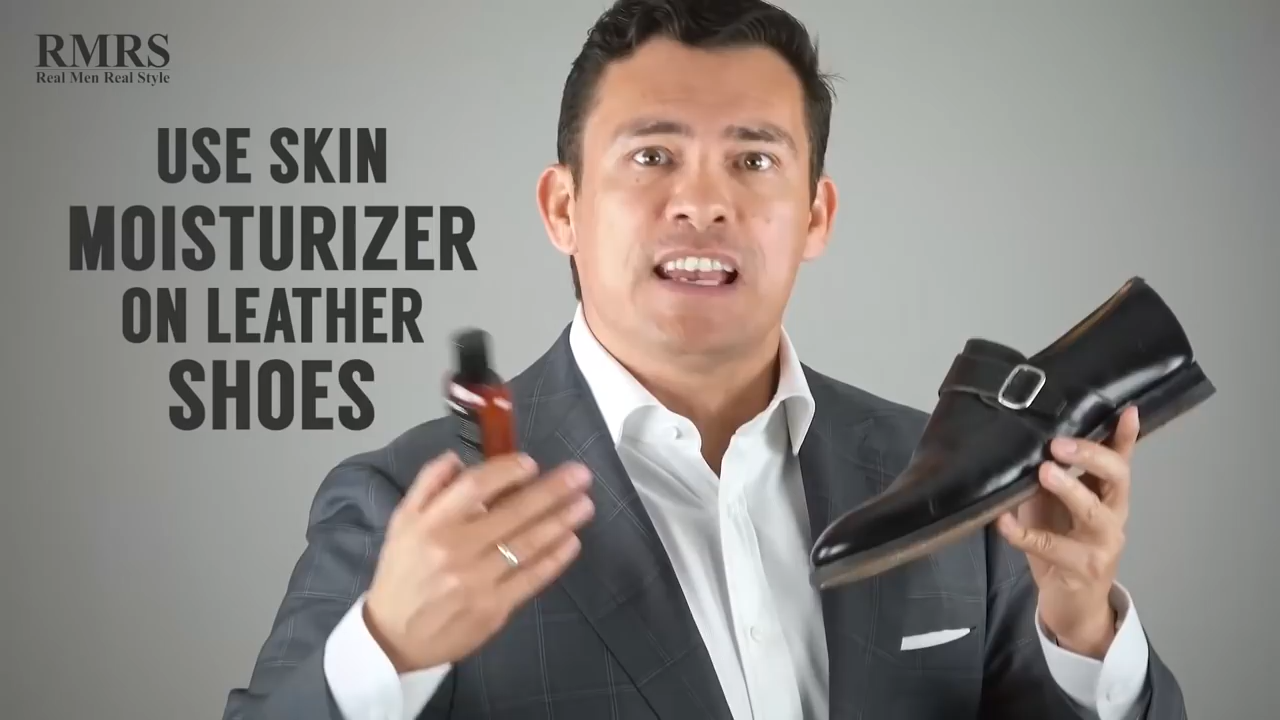 RMRS
Real Men Real Style
USE SKIN
MOISTURIZER
ON LEATHER
SHOES